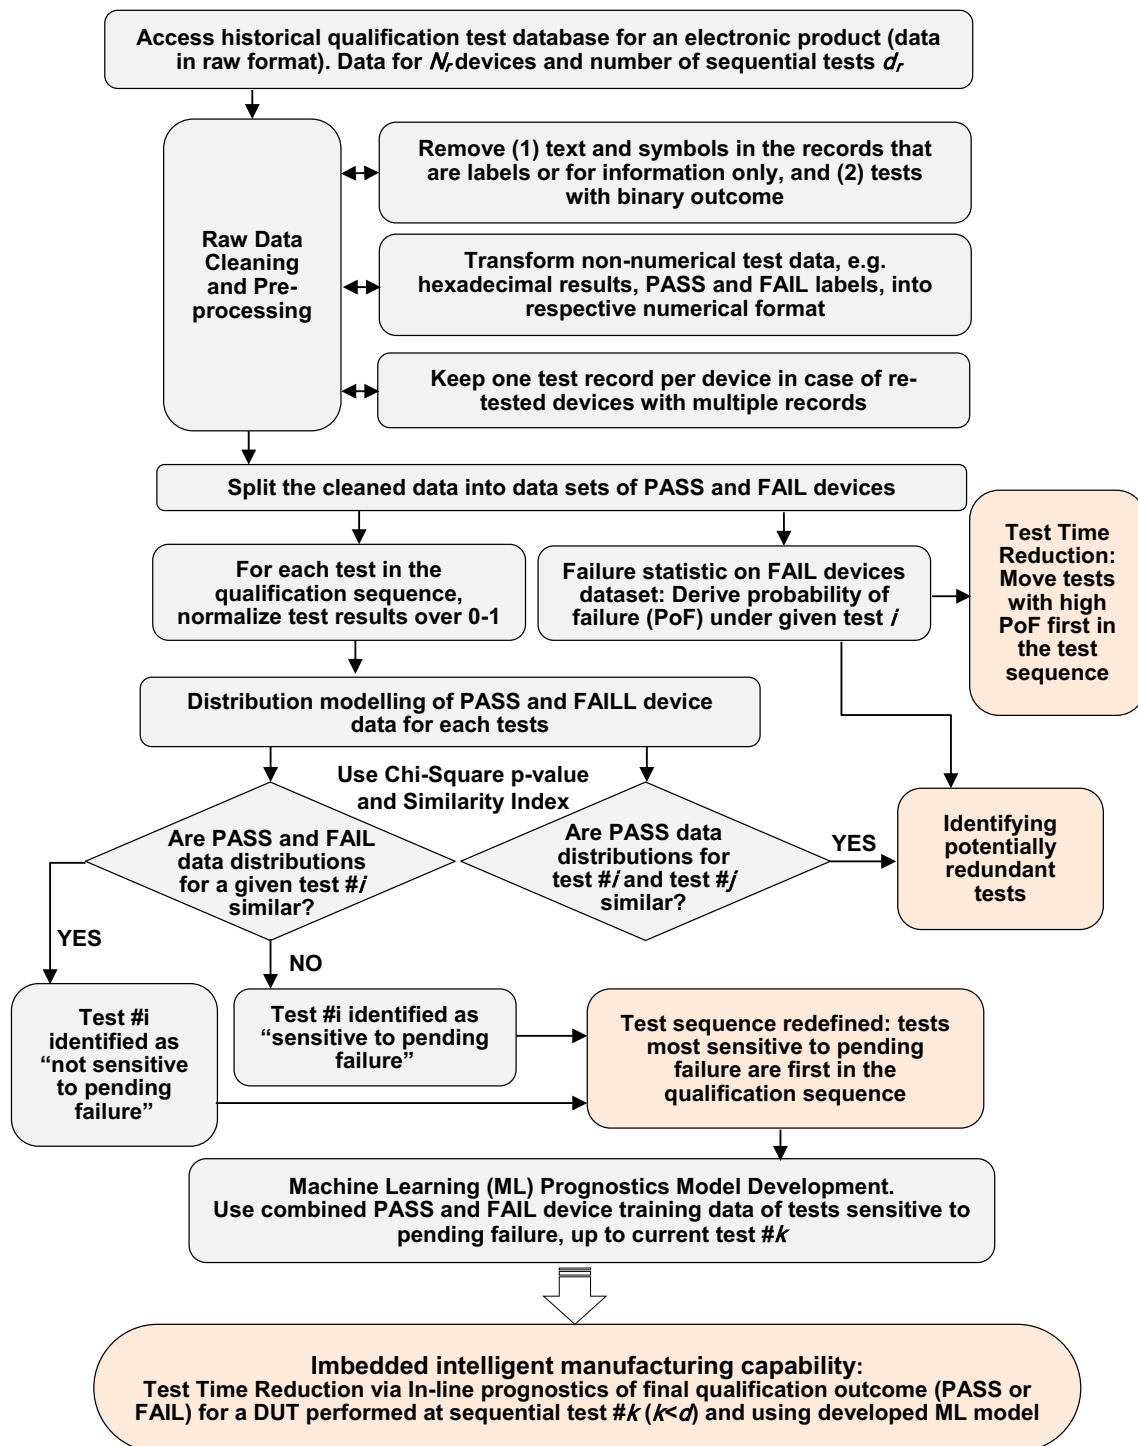 Access historical qualification test database for an electronic product (data
in raw format). Data for Nr devices and number of sequential tests dr
Remove (1) text and symbols in the records that
are labels or for information only, and (2) tests
with binary outcome
Raw Data
Cleaning
and Pre-
processing
Transform non-numerical test data, e.g.
hexadecimal results, PASS and FAIL labels, into
respective numerical format
Keep one test record per device in case of re-
tested devices with multiple records
Split the cleaned data into data sets of PASS and FAIL devices
For each test in the
qualification sequence,
normalize test results over 0-1
Failure statistic on FAIL devices
dataset: Derive probability of
failure (PoF) under given test i
Test Time
Reduction:
Move tests
with high
PoF first in
the test
sequence
Distribution modelling of PASS and FAILL device
data for each tests
Use Chi-Square p-value
and Similarity Index
Are PASS and FAIL
data distributions
for a given test #i
similar?
Are PASS data
distributions for
test #i and test #j
similar?
YES
Identifying
potentially
redundant
tests
YES
NO
Test #i
identified as
“not sensitive
to pending
failure”
Test #i identified as
“sensitive to pending
failure”
Test sequence redefined: tests
most sensitive to pending
failure are first in the
qualification sequence
Machine Learning (ML) Prognostics Model Development.
Use combined PASS and FAIL device training data of tests sensitive to
pending failure, up to current test #k
Imbedded intelligent manufacturing capability:
Test Time Reduction via In-line prognostics of final qualification outcome (PASS or
FAIL) for a DUT performed at sequential test #k (k<d) and using developed ML model